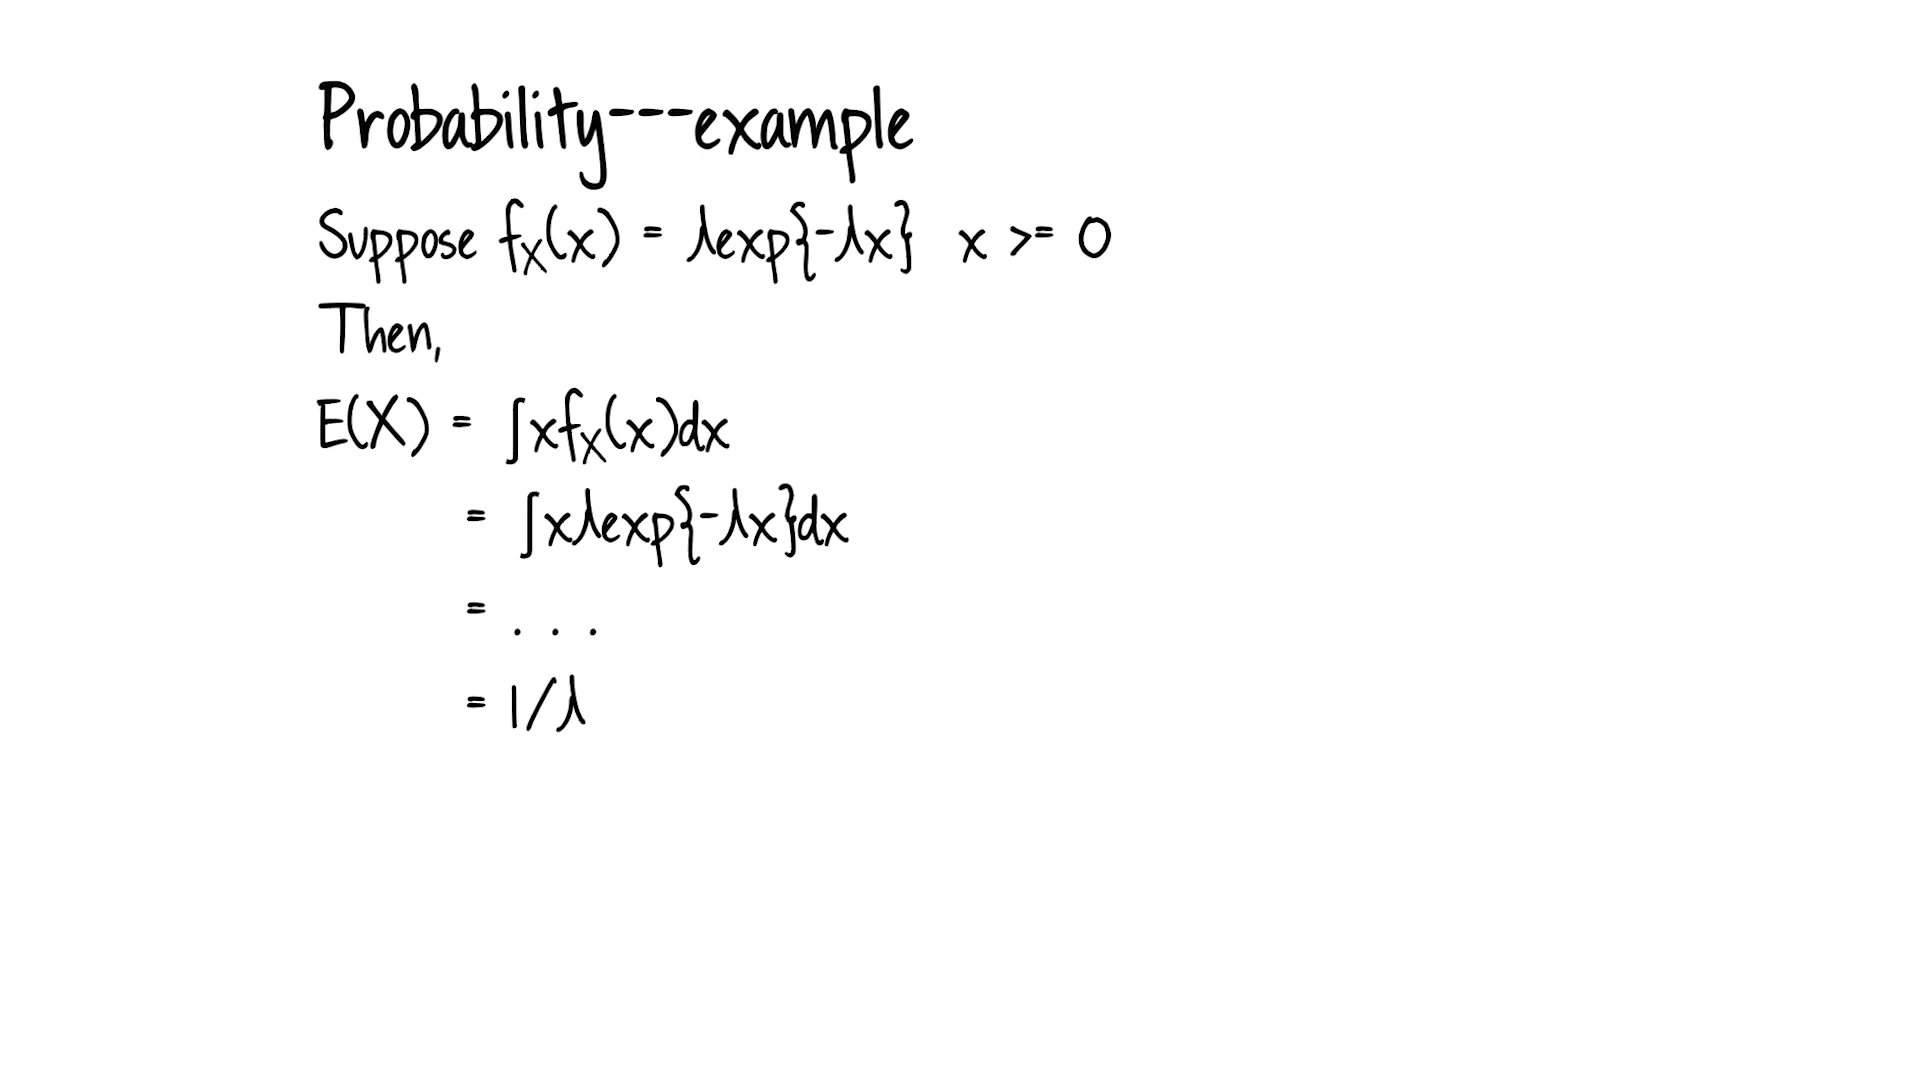 Probability---example
Suppose fX(x) = λexp{-λx} x >= 0
Then,
E(X) = ∫xfX(x)dx
= ∫xλexp{-λx}dx
= . . .
= 1/λ